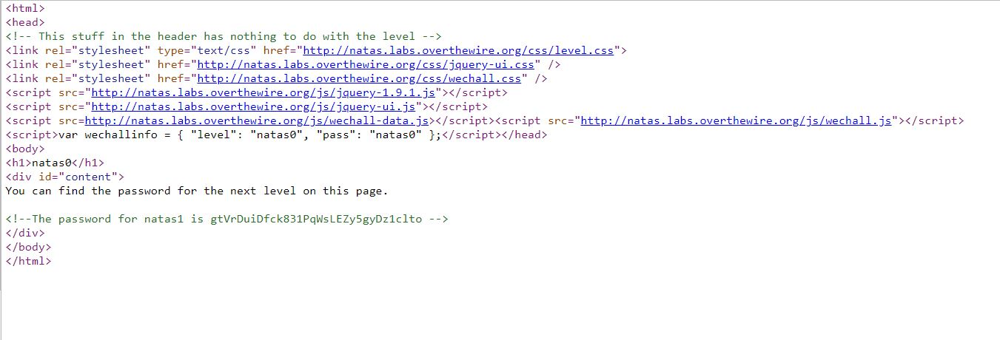 <html>
<head>
<!-- This stuff in the header has nothing to do with the level -->
<link rel="stylesheet" type="text/css" href="http://natas.labs.overthewire.org/css/level.css">
<link rel="stylesheet" href="http://natas.labs.overthewire.org/css/jquery-ui.css" />
<link rel="stylesheet" href="http://natas.labs.overthewire.org/css/wechall.css" />
<script src="http://natas.labs.overthewire.org/js/jquery-1.9.1.js"></script>
<script src="http://natas.labs.overthewire.org/js/jquery-ui.js"></script>
<script src=http://natas.labs.overthewire.org/js/wechall-data.js></script><script src="http://natas.labs.overthewire.org/js/wechall.js"></script>
<script>var wechallinfo = { "level": "natas0", "pass": "natas0" };</script></head>
<body>
<h1>natas0</h1>
<div id="content">
You can find the password for the next level on this page.
<!--The password for natas1 is gtVrDuiDfck831PqWsLEZy5gyDz1clto -->
</div>
</body>
</html>